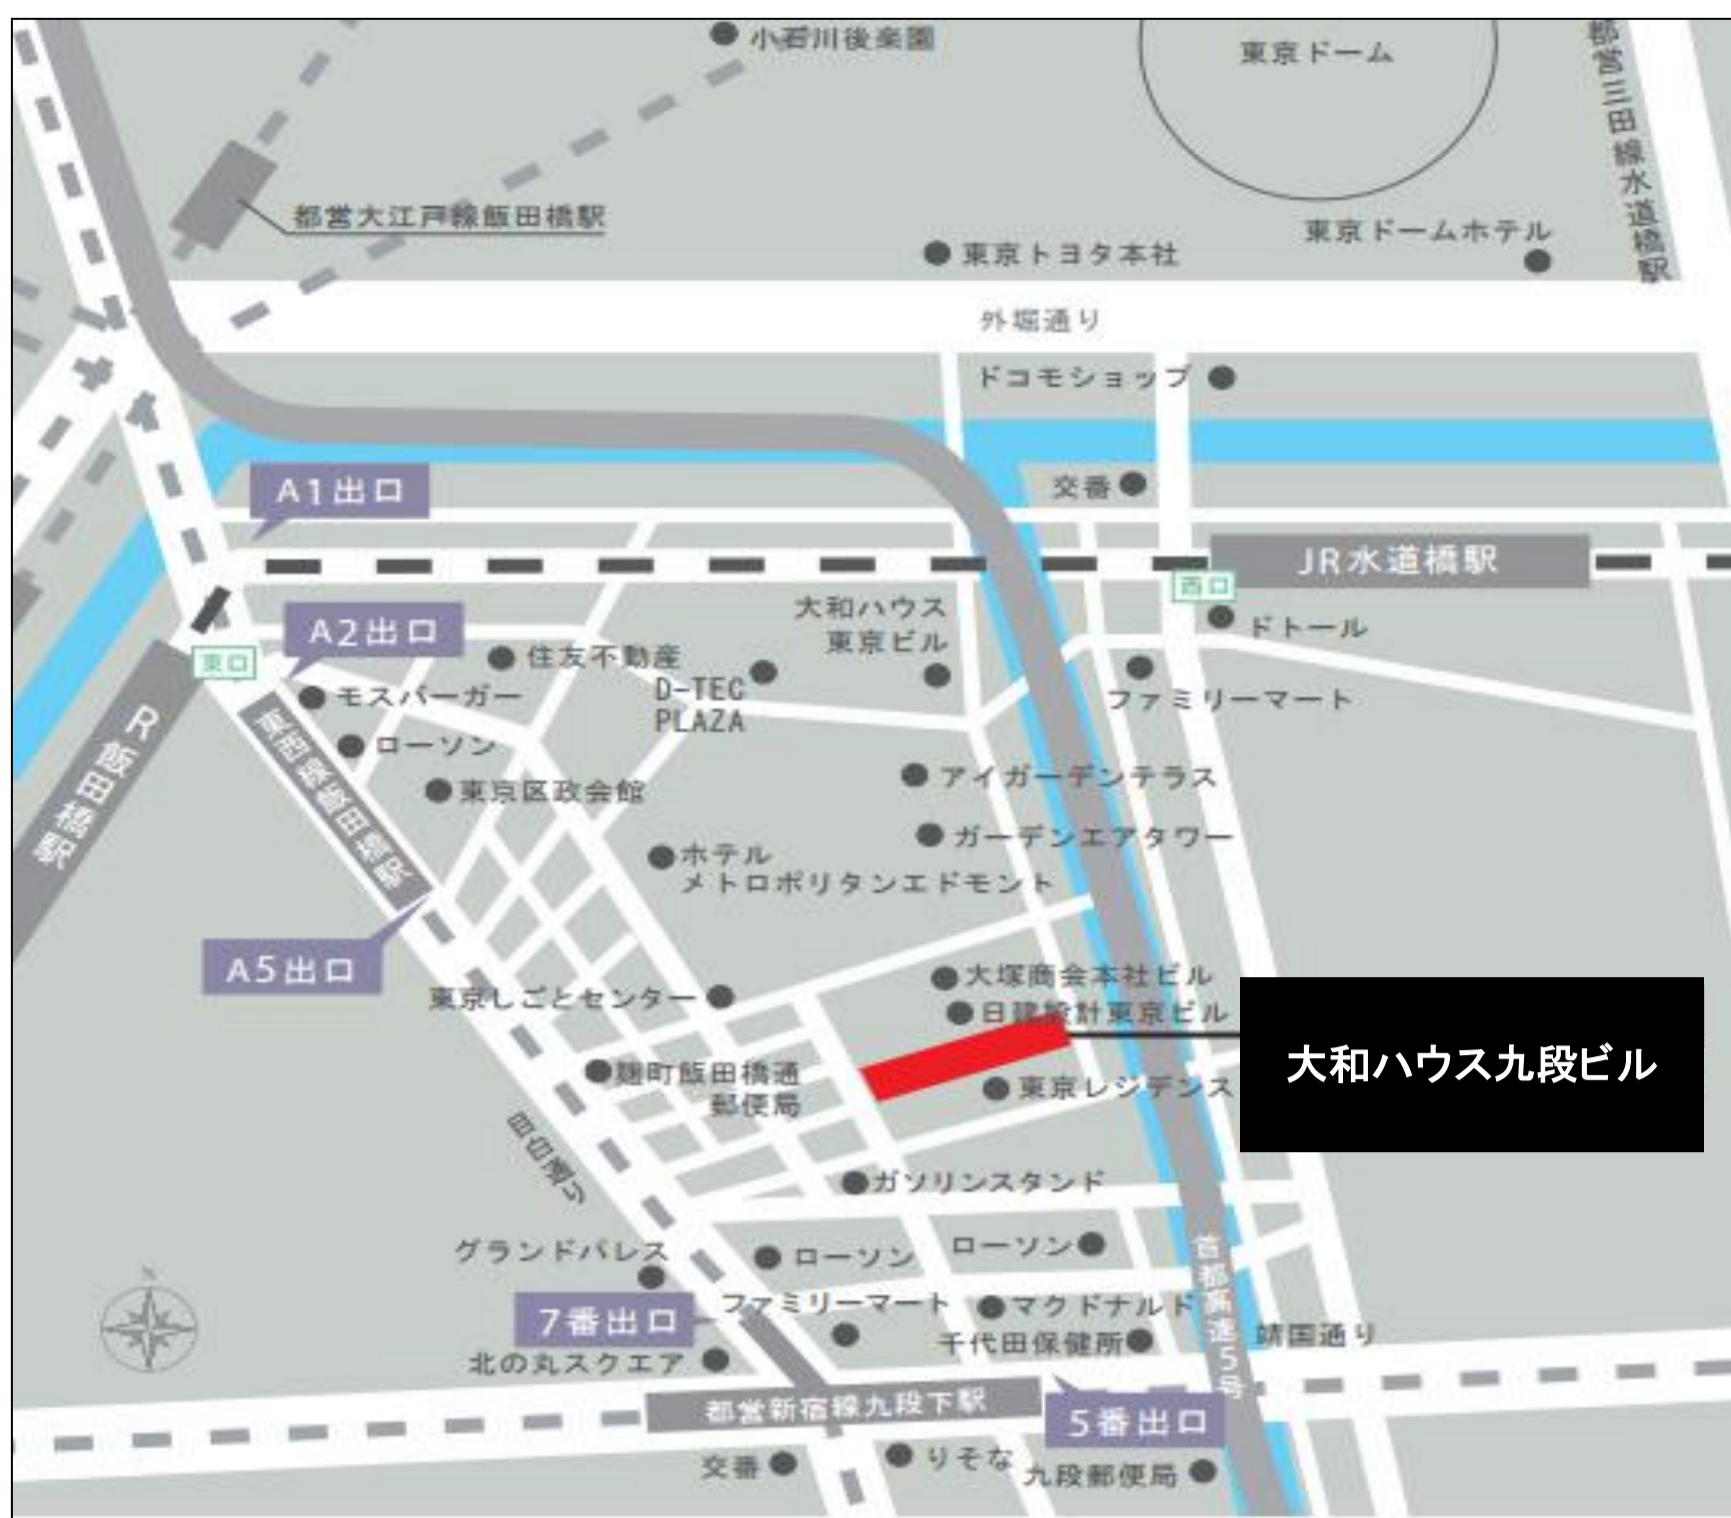 小石川後楽園
東京ドーム
都営三田線水道橋駅
都営大江戸線飯田橋駅
東京トヨタ本社
東京ドームホテル
外堀通り
ドコモショップ
A1出口
交番
JR水道橋駅
西口
A2出口
大和ハウス
東京ビル
ドトール
東口
住友不動産
D-TEC
PLAZA
モスバーガー
ファミリーマート
R飯田橋駅
ローソン
アイガーデンテラス
東京区政会館
ガーデンエアタワー
ホテル
メトロポリタンエドモント
A5出口
大塚商会本社ビル
東京しごとセンター
日建設計東京ビル
大和ハウス九段ビル
麹町飯田橋通
郵便局
東京レジデンス
ガソリンスタンド
グランドパレス
ローソン
ローソン
首都高速5号
7番出口
ファミリーマート
マクドナルド
千代田保健所
靖国通り
北の丸スクエア
都営新宿線九段下駅
5番出口
交番
りそな
九段郵便局